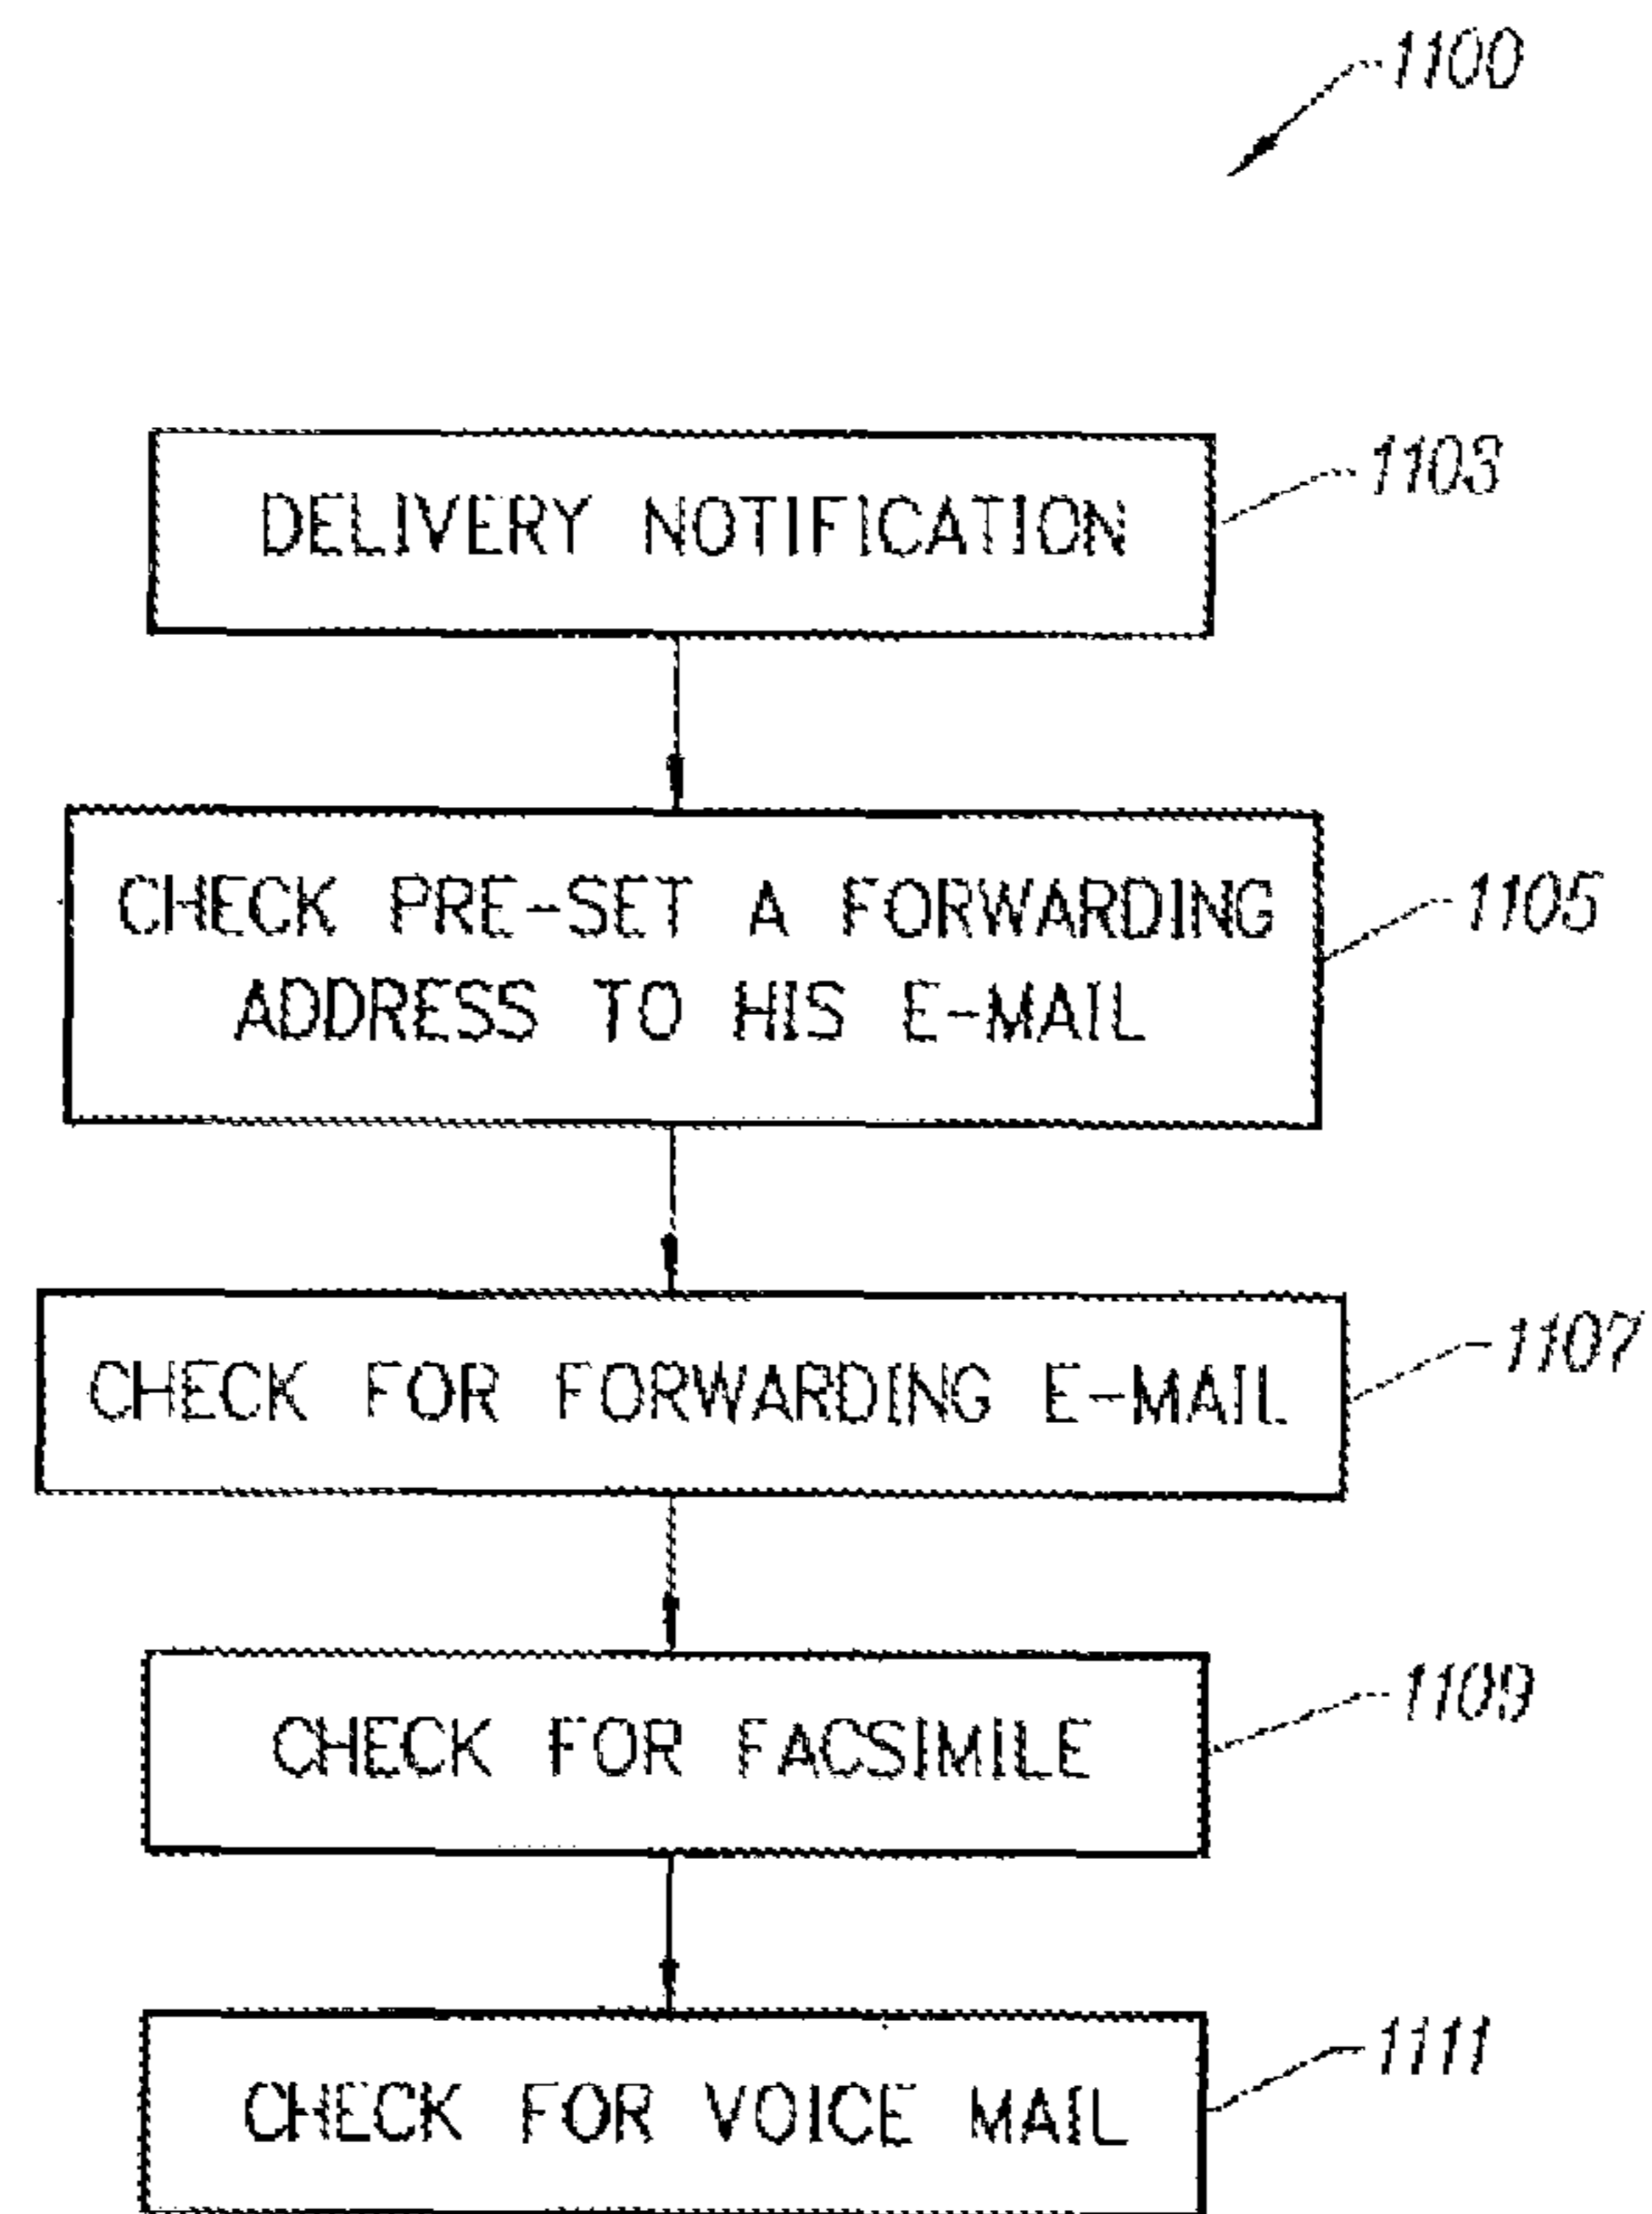 1100
DELIVERY NOTIFICATION
1103
CHECK PRE-SET A FORWARDING
ADDRESS TO HIS E-MAIL
1105
CHECK FOR FORWARDING E-MAIL
1107
CHECK FOR FACSIMILE
1109
CHECK FOR VOICE MAIL
1111